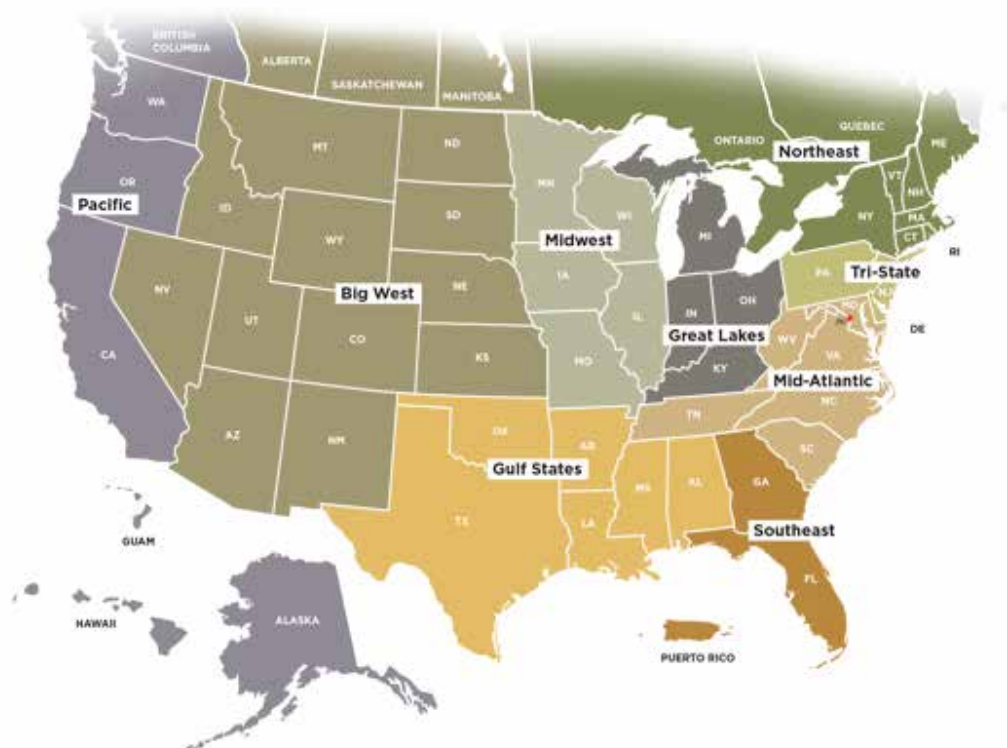 BRITISH
COLUMBIA
ALBERTA
SASKATCHEWAN
MANITOBA
ONTARIO
QUEBEC
Northeast
ME
VT
NH
MA
CT
RI
NY
WA
OR
Pacific
CA
MT
ID
WY
NV
UT
AZ
NM
CO
Big West
ND
SD
NE
KS
MN
WI
Midwest
IA
IL
MO
MI
IN
OH
Great Lakes
KY
PA
Tri-State
NJ
DE
MD
WV
VA
Mid-Atlantic
NC
TN
SC
OK
AR
Gulf States
TX
LA
MS
AL
GA
Southeast
FL
GUAM
HAWAII
ALASKA
PUERTO RICO